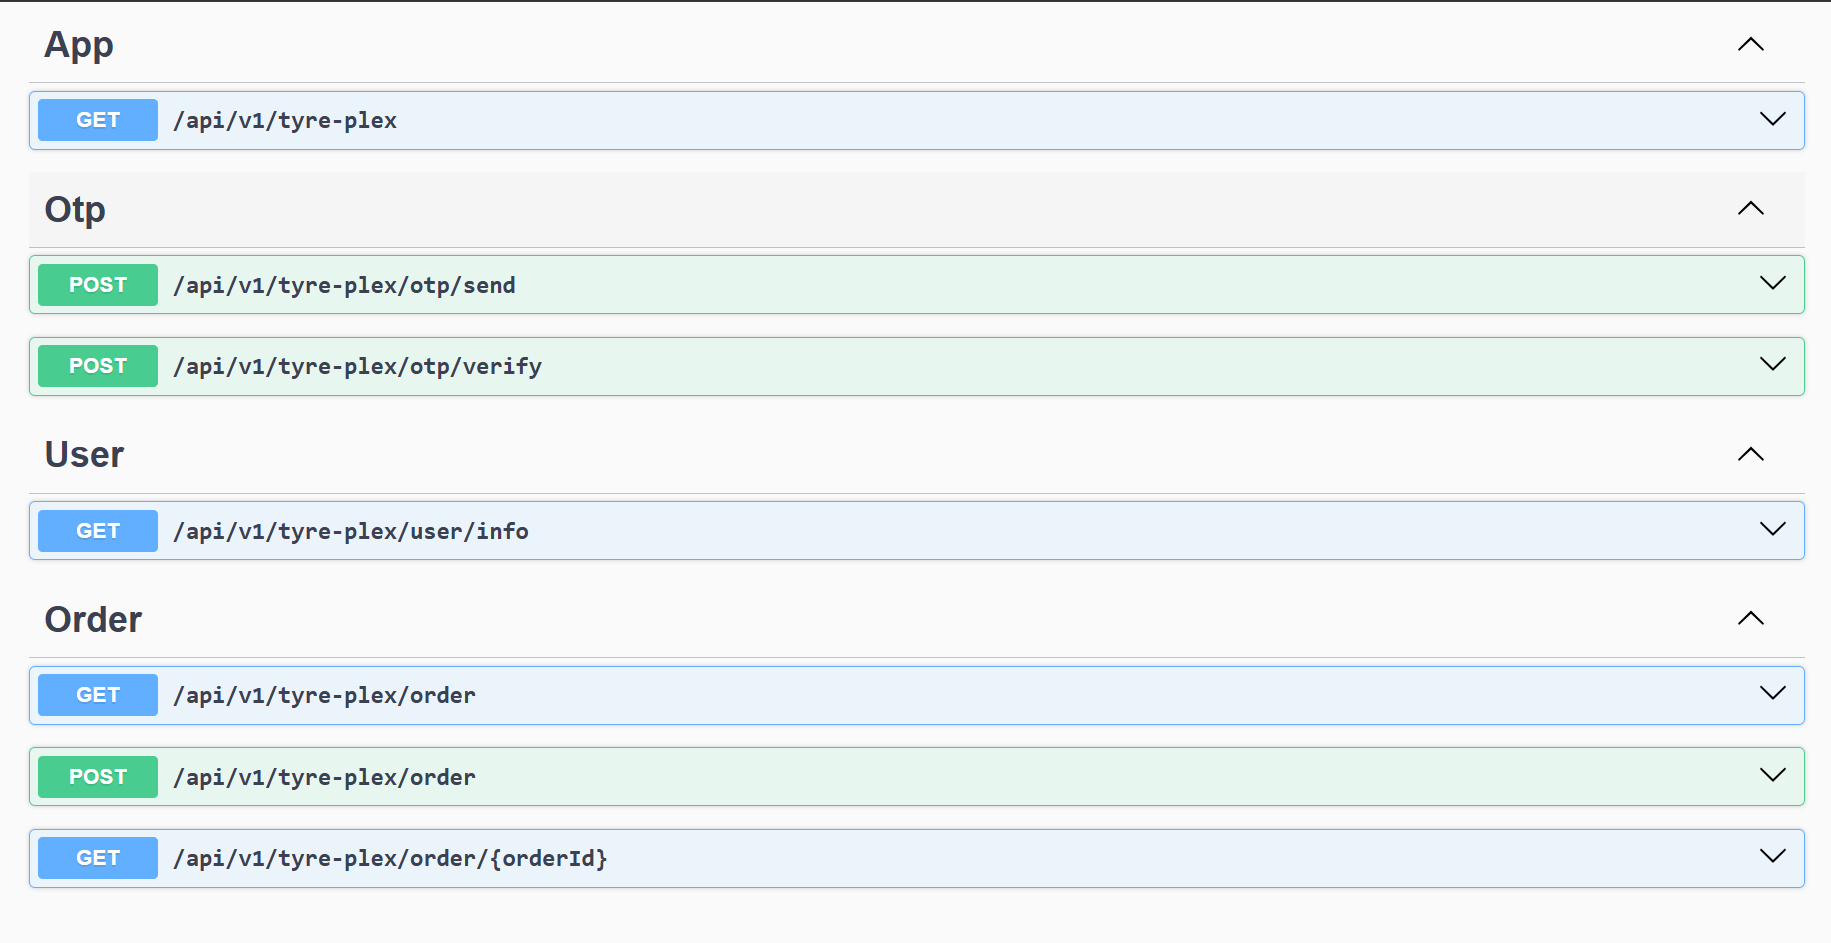 App
GET /api/v1/tyre-plex
Otp
POST /api/v1/tyre-plex/otp/send
POST /api/v1/tyre-plex/otp/verify
User
GET /api/v1/tyre-plex/user/info
Order
GET /api/v1/tyre-plex/order
POST /api/v1/tyre-plex/order
GET /api/v1/tyre-plex/order/{orderId}